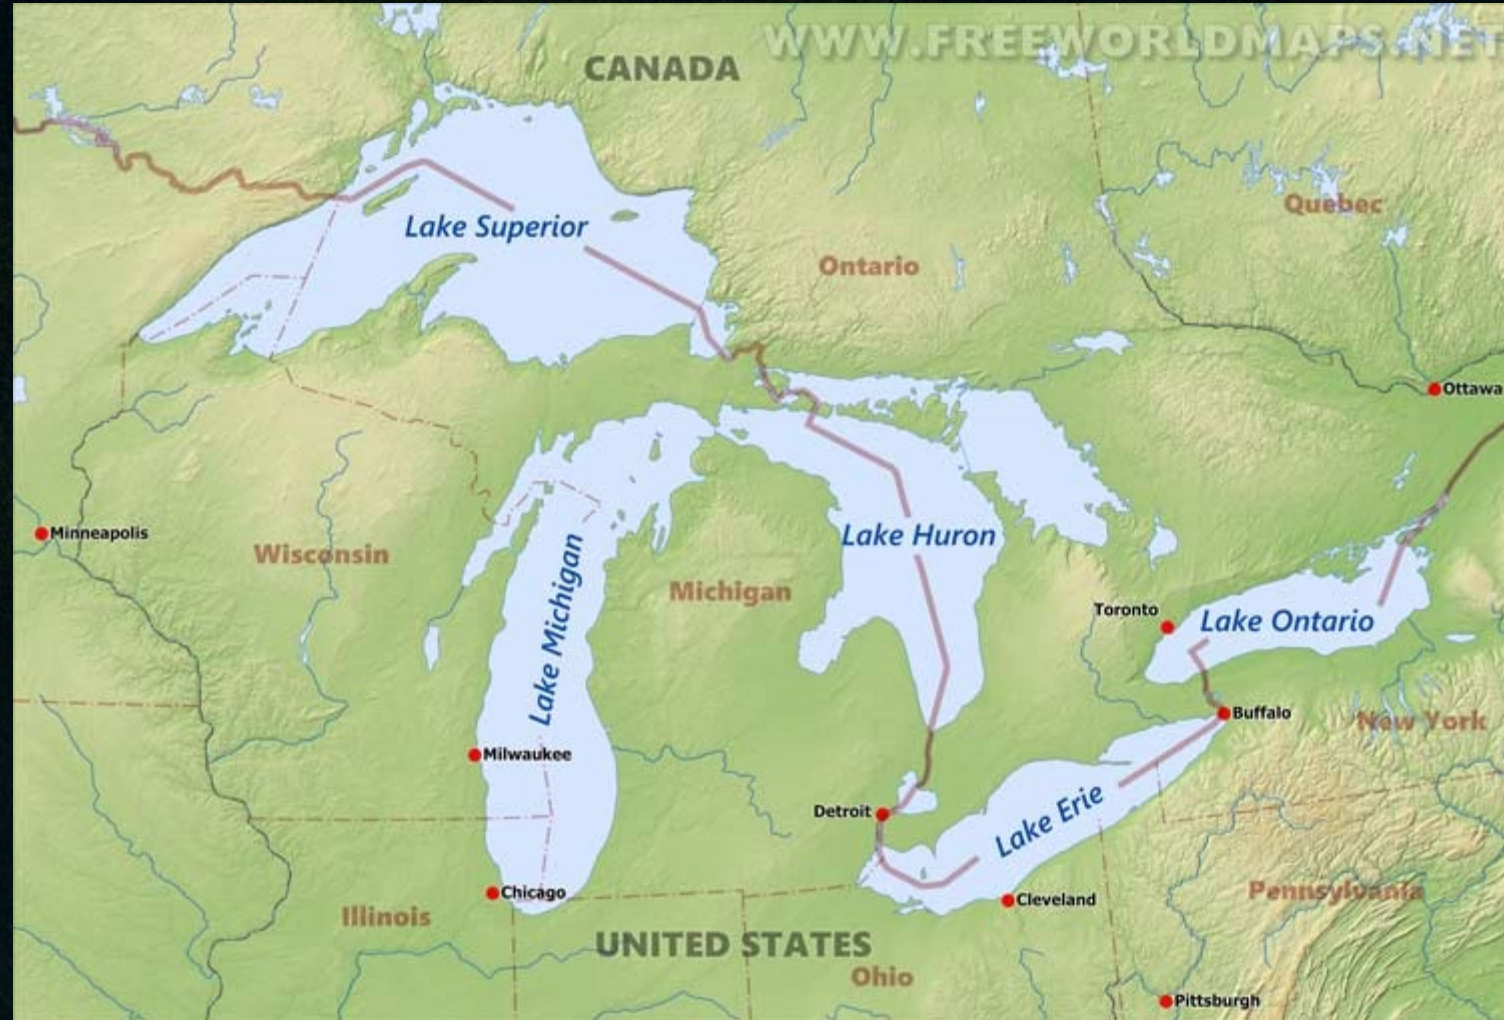 WWW.FREEWORLDMAPS.NET
CANADA
Quebec
Lake Superior
Ontario
Ottawa
Minneapolis
Wisconsin
Lake Huron
Lake Michigan
Michigan
Toronto
Lake Ontario
Buffalo
New York
Milwaukee
Detroit
Lake Erie
Chicago
Cleveland
Pennsylvania
Illinois
UNITED STATES
Ohio
Pittsburgh